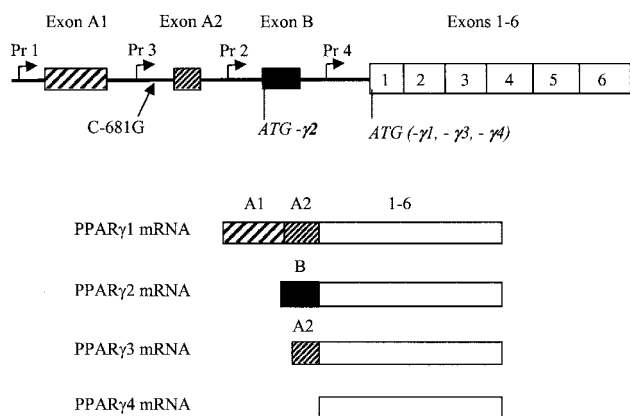 Exon A1 Exon A2 Exon B Exons 1-6
Pr 1 Pr 3 Pr 2 Pr 4
1 2 3 4 5 6
C-681G
ATG -γ2
ATG (-γ1, - γ3, - γ4)
A1 A2 1-6
PPARγ1 mRNA
B
PPARγ2 mRNA
A2
PPARγ3 mRNA
PPARγ4 mRNA